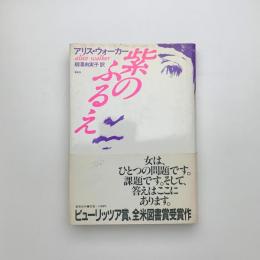 アリス・ウォーカー
alice walker
柳澤由実子 訳
紫の
ふるえ
女は、
ひとつの問題です。
課題です。そして、
答えはここに
あります。
ピューリッツア賞、全米図書賞受賞作